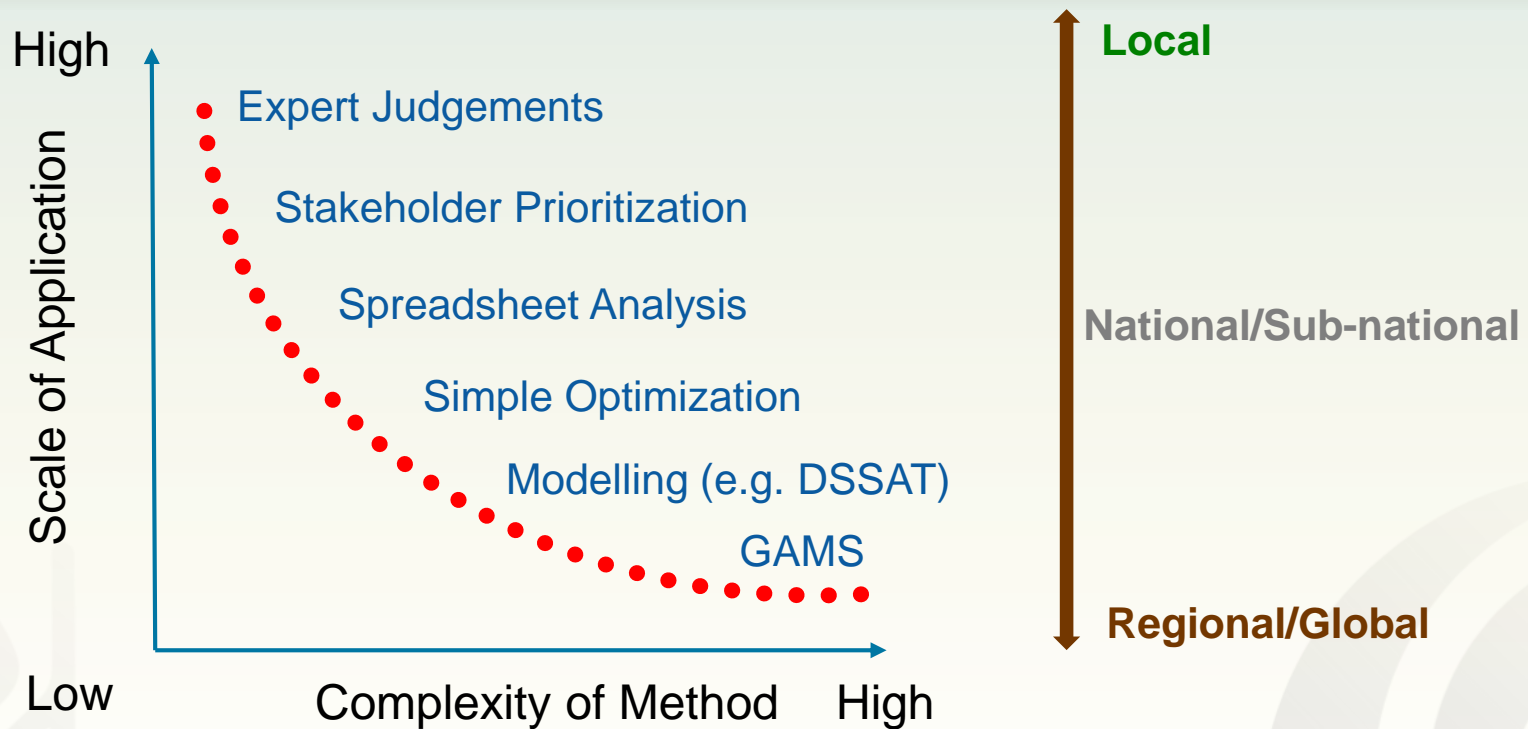 High
Scale of Application
Expert Judgements
Stakeholder Prioritization
Spreadsheet Analysis
Simple Optimization
Modelling (e.g. DSSAT)
GAMS
Low
Complexity of Method
High
Local
National/Sub-national
Regional/Global